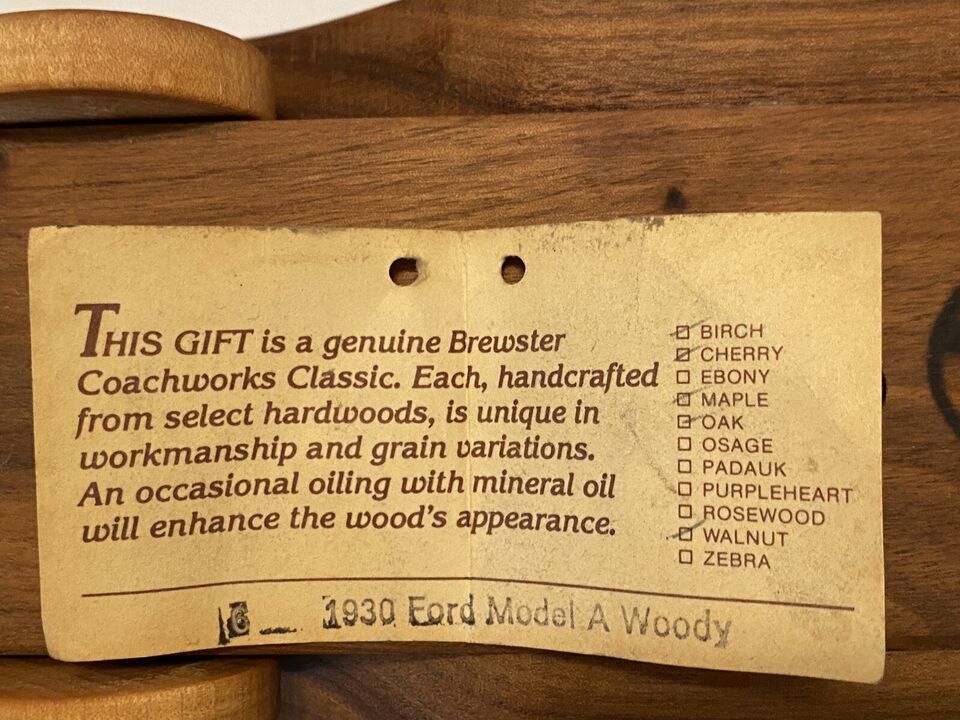 THIS GIFT is a genuine Brewster
Coachworks Classic. Each, handcrafted
from select hardwoods, is unique in
workmanship and grain variations.
An occasional oiling with mineral oil
will enhance the wood's appearance.
BIRCH
CHERRY
EBONY
MAPLE
OAK
OSAGE
PADAUK
PURPLEHEART
ROSEWOOD
WALNUT
ZEBRA
1930 Ford Model A Woody